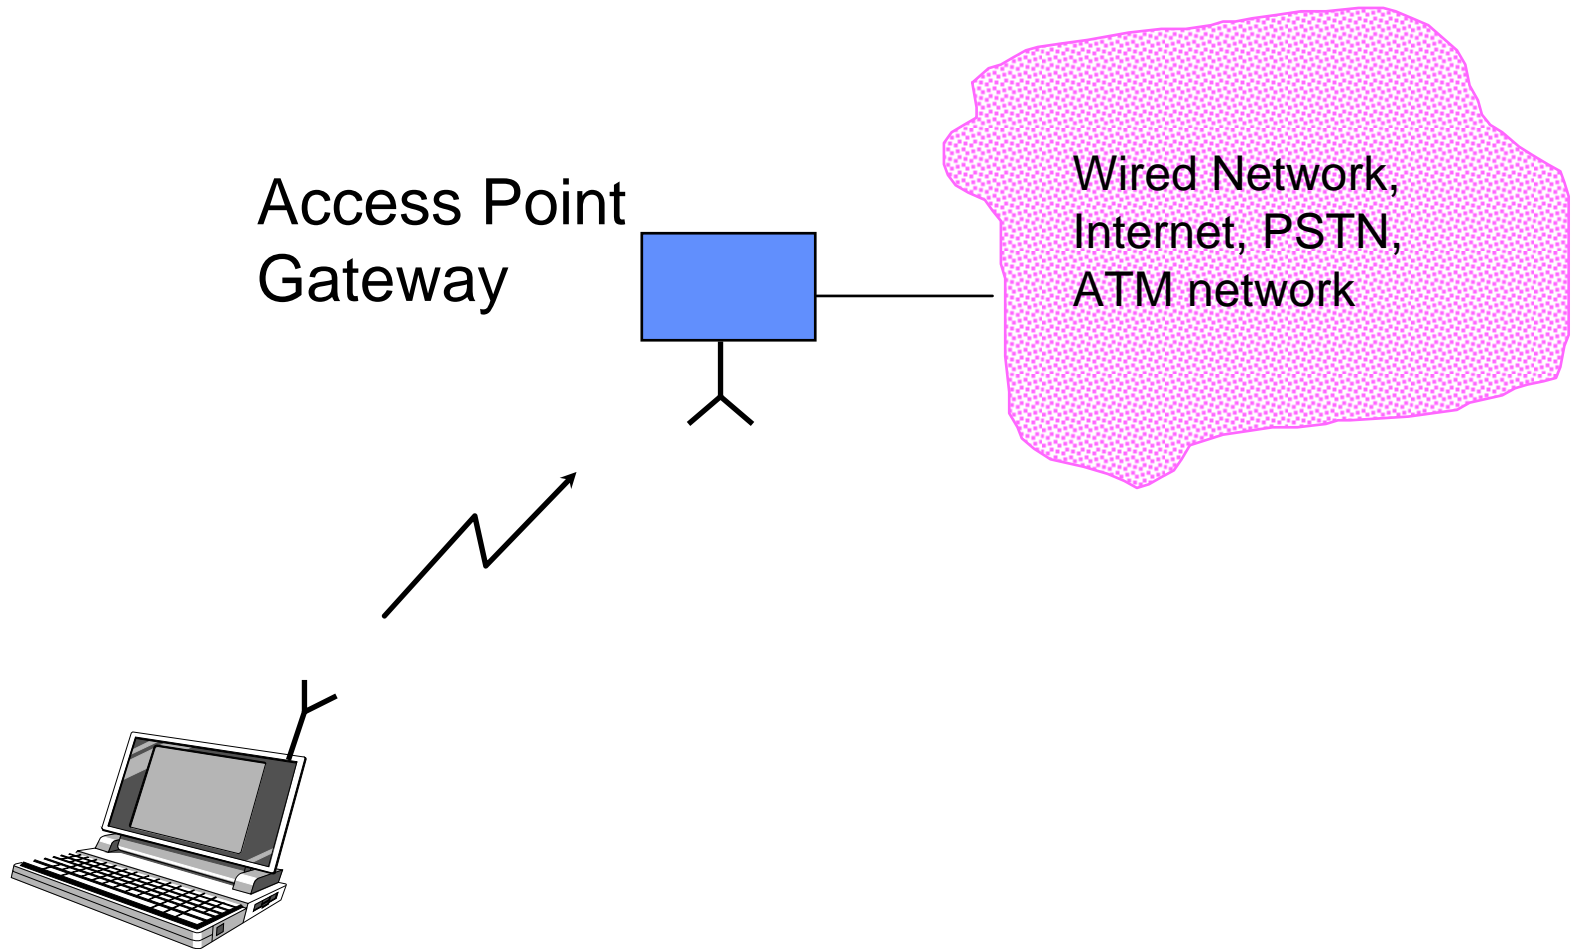 Access Point
Gateway
Wired Network,
Internet, PSTN,
ATM network